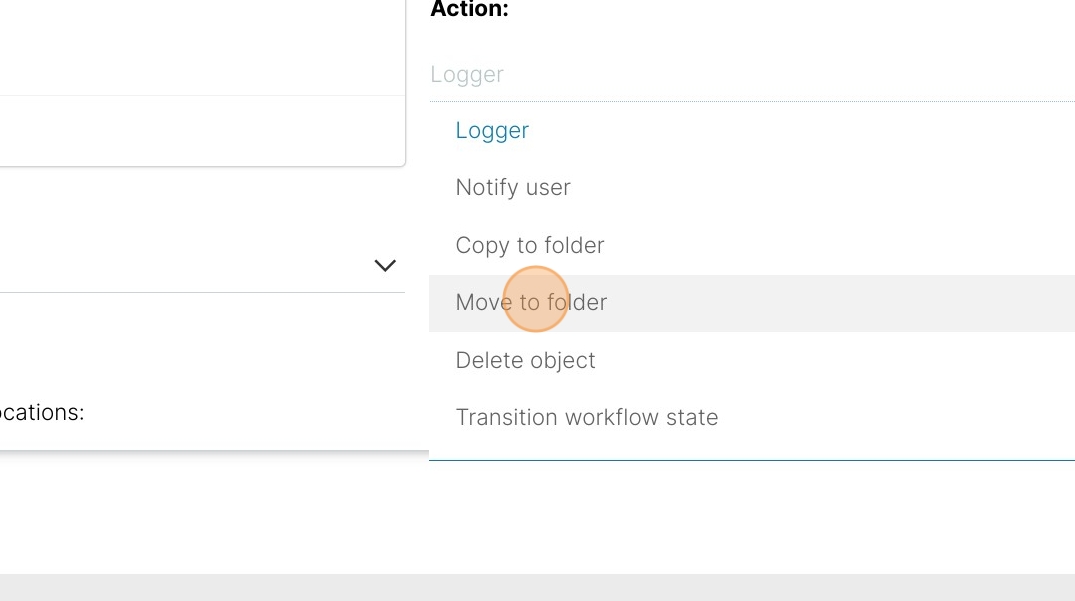 Action:
Logger
Logger
Notify user
Copy to folder
Move to folder
Delete object
Transition workflow state
ocations: